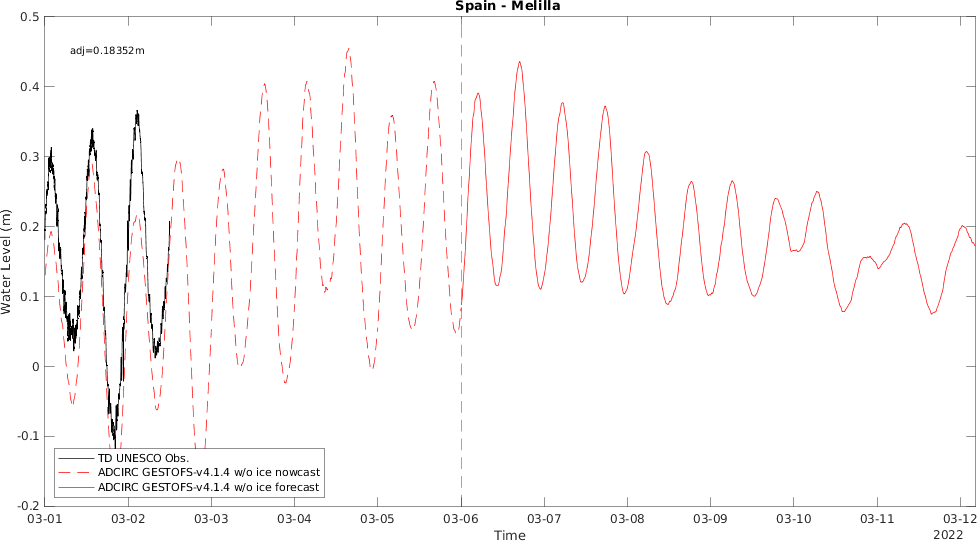 Spain - Melilla
adj=0.18352m
0.5
0.4
0.3
0.2
0.1
0
-0.1
-0.2
Water Level (m)
TD UNESCO Obs.
ADCIRC GESTOFS-v4.1.4 w/o ice nowcast
ADCIRC GESTOFS-v4.1.4 w/o ice forecast
03-01 03-02 03-03 03-04 03-05 03-06 03-07 03-08 03-09 03-10 03-11 03-12
Time
2022